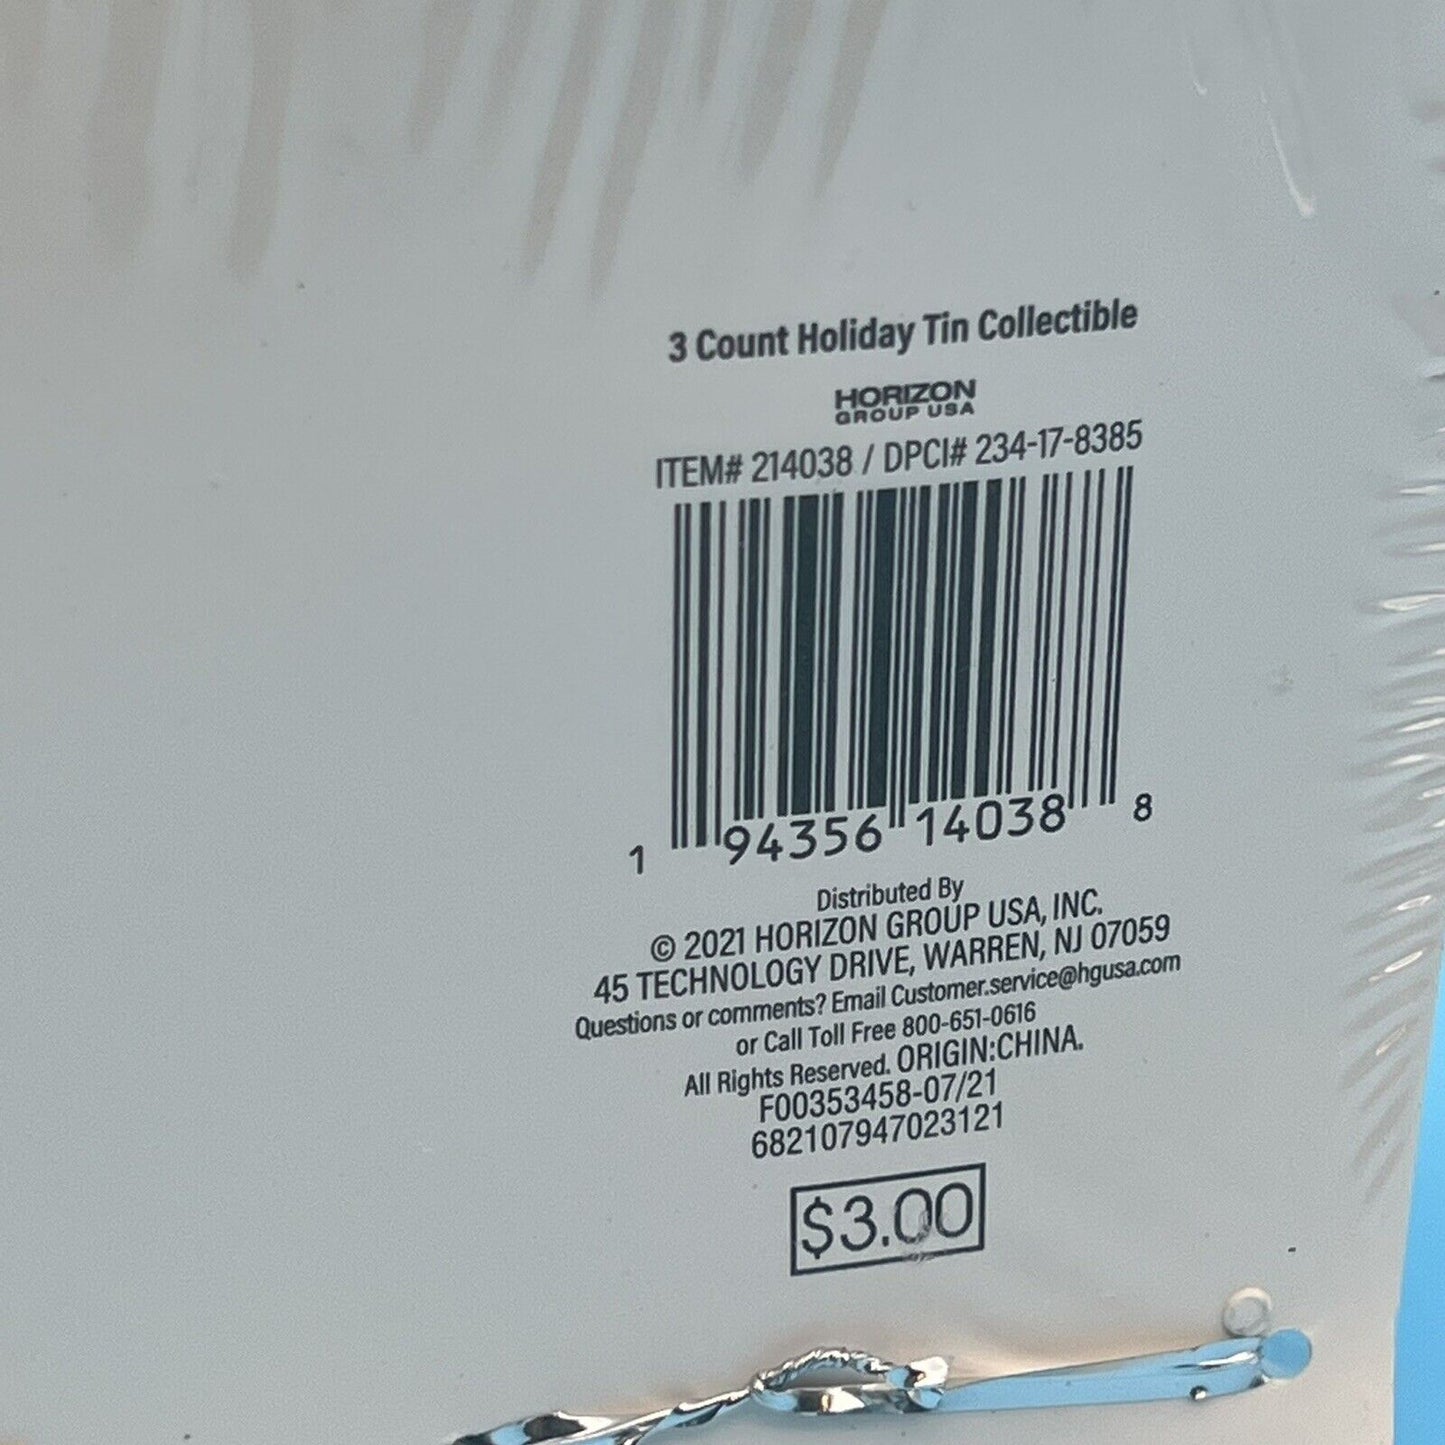 3 Count Holiday Tin Collectible
HORIZON
GROUP USA
ITEM# 214038 / DPCI# 234-17-8385
1 94356 14038 8
Distributed By
© 2021 HORIZON GROUP USA, INC.
45 TECHNOLOGY DRIVE, WARREN, NJ 07059
Questions or comments? Email Customer.service@hgusa.com
or Call Toll Free 800-651-0616
All Rights Reserved. ORIGIN:CHINA.
F00353458-07/21
682107947023121
$3.00